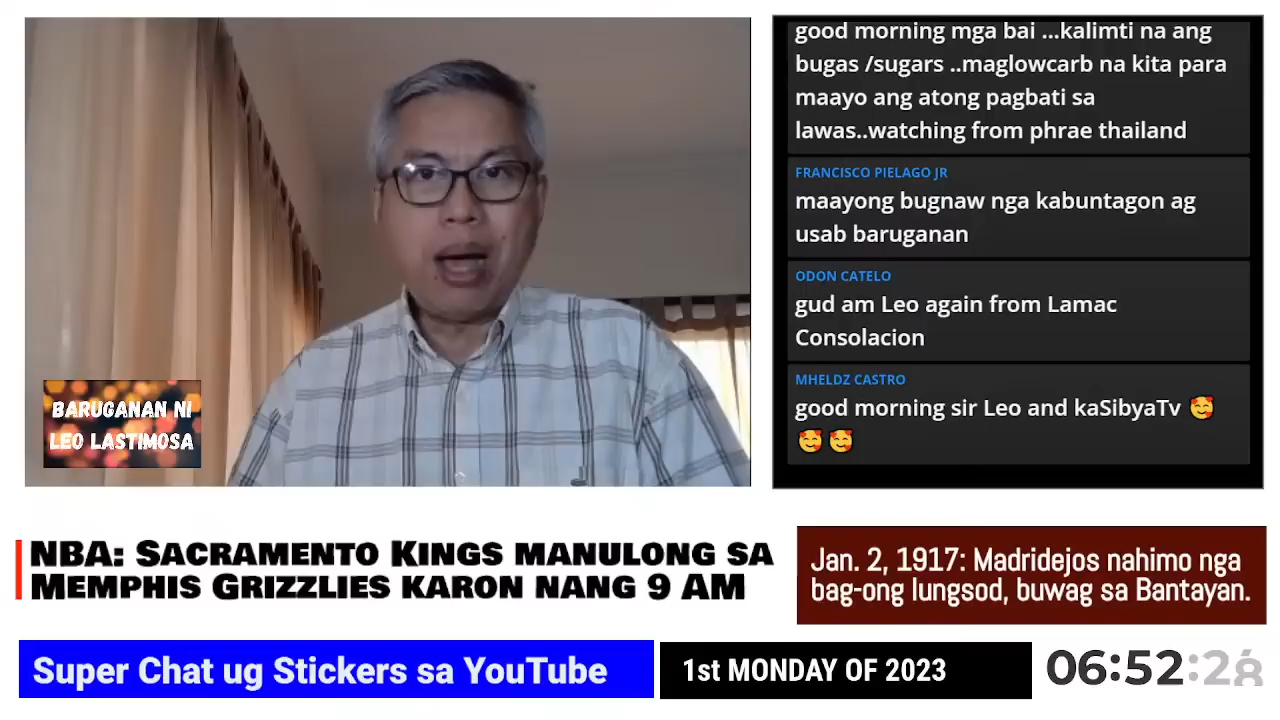 good morning mga bai ...kalimti na ang
bugas /sugars ..maglowcarb na kita para
maayo ang atong pagbati sa
lawas..watching from phrae thailand
FRANCISCO PIELAGO JR
maayong bugnaw nga kabuntagon ag
usab baruganan
ODON CATELO
gud am Leo again from Lamac
Consolacion
MHELDZ CASTRO
good morning sir Leo and kaSibyaTv 🥰
🥰 🥰
BARUGANAN NI
LEO LASTIMOSA
NBA: SACRAMENTO KINGS MANULONG SA
MEMPHIS GRIZZLIES KARON NANG 9 AM
Jan. 2, 1917: Madridejos nahimo nga
bag-ong lungsod, buwag sa Bantayan.
Super Chat ug Stickers sa YouTube
1st MONDAY OF 2023
06:52:2